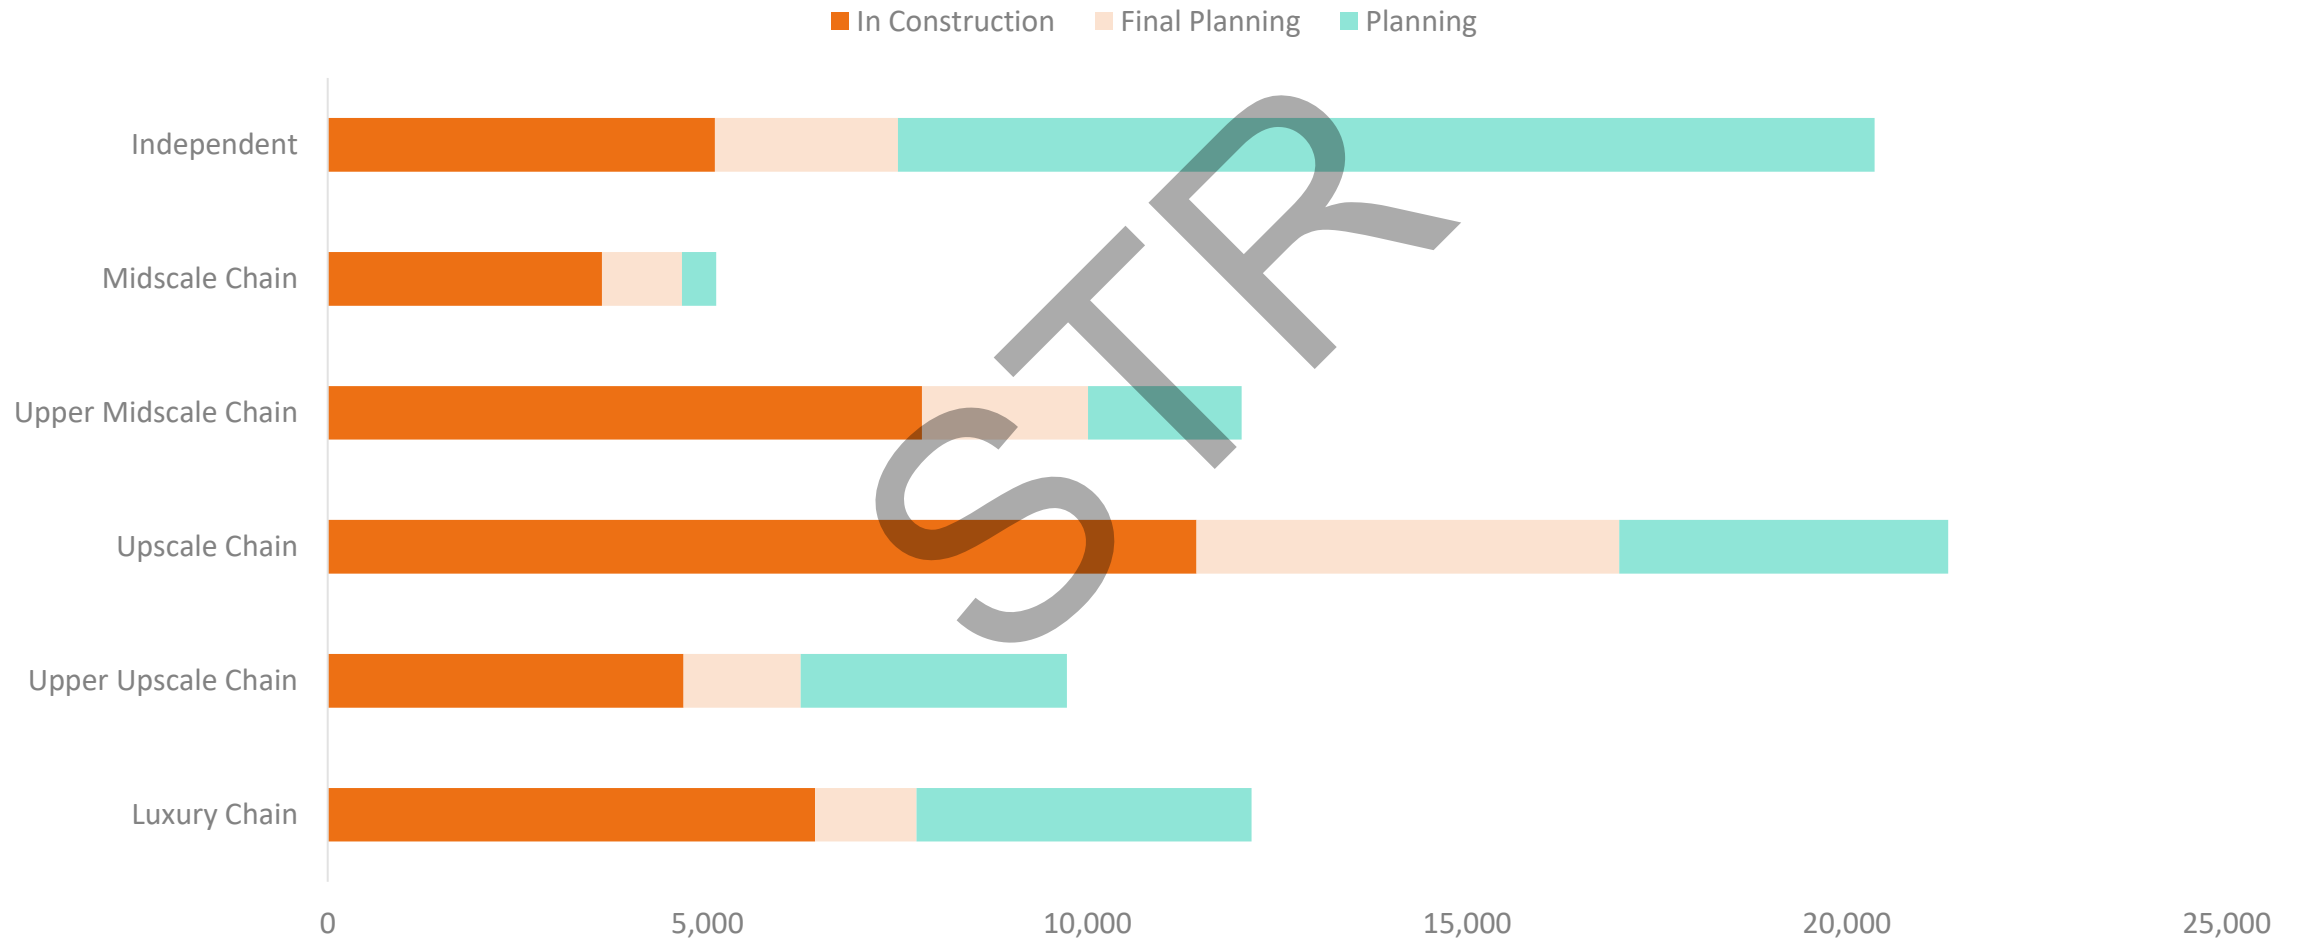 In Construction Final Planning Planning
Independent
Midscale Chain
Upper Midscale Chain
Upscale Chain
Upper Upscale Chain
Luxury Chain
0 5,000 10,000 15,000 20,000 25,000
STR